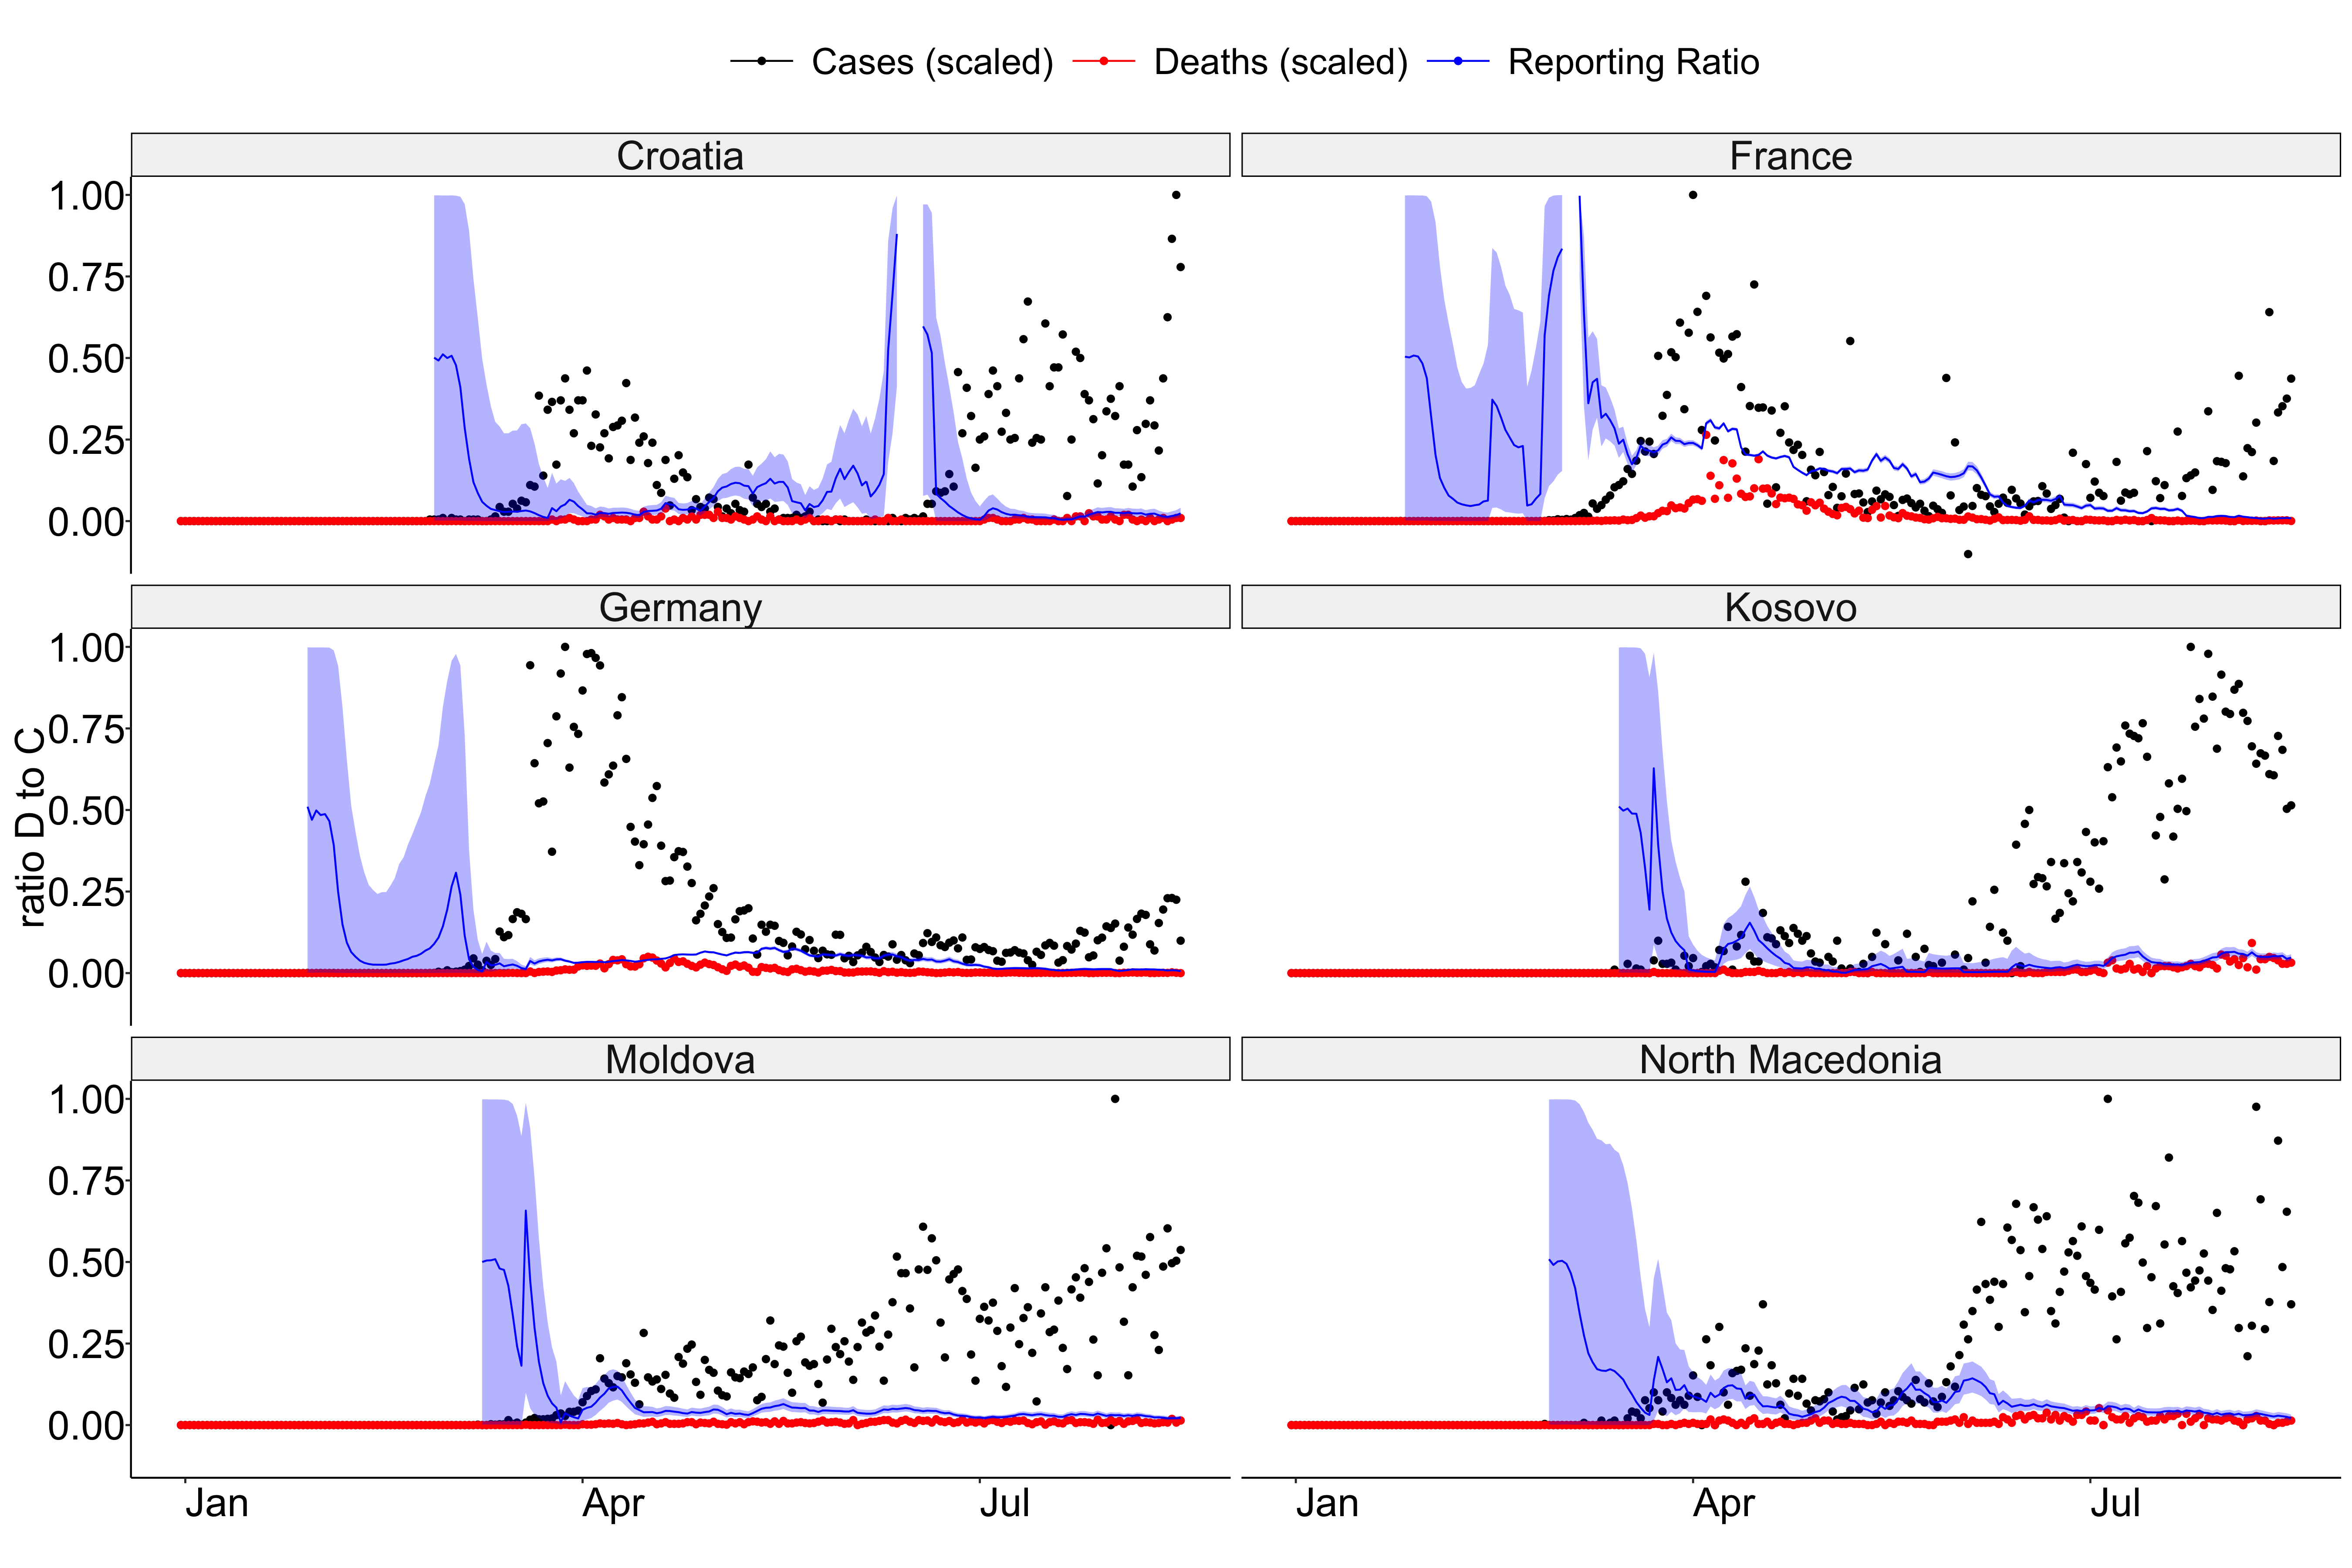 Cases (scaled) Deaths (scaled) Reporting Ratio
Croatia France
1.00
0.75
0.50
0.25
0.00
Germany Kosovo
1.00
0.75
0.50
0.25
0.00
ratio D to C
Moldova North Macedonia
1.00
0.75
0.50
0.25
0.00
Jan Apr Jul Jan Apr Jul